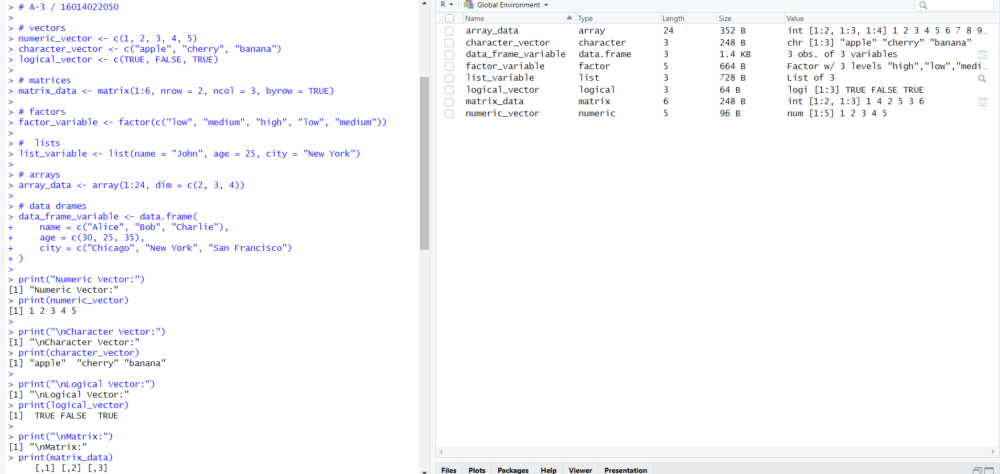 > # A-3 / 16014022050
>
> # vectors
> numeric_vector <- c(1, 2, 3, 4, 5)
> character_vector <- c("apple", "cherry", "banana")
> logical_vector <- c(TRUE, FALSE, TRUE)
>
> # matrices
> matrix_data <- matrix(1:6, nrow = 2, ncol = 3, byrow = TRUE)
>
> # factors
> factor_variable <- factor(c("low", "medium", "high", "low", "medium"))
>
> #  lists
> list_variable <- list(name = "John", age = 25, city = "New York")
>
> # arrays
> array_data <- array(1:24, dim = c(2, 3, 4))
>
> # data drames
> data_frame_variable <- data.frame(
+     name = c("Alice", "Bob", "Charlie"),
+     age = c(30, 25, 35),
+     city = c("Chicago", "New York", "San Francisco")
+ )
>
> print("Numeric Vector:")
[1] "Numeric Vector:"
> print(numeric_vector)
[1] 1 2 3 4 5
>
> print("\nCharacter Vector:")
[1] "\nCharacter Vector:"
> print(character_vector)
[1] "apple"  "cherry" "banana"
>
> print("\nLogical Vector:")
[1] "\nLogical Vector:"
> print(logical_vector)
[1]  TRUE FALSE  TRUE
>
> print("\nMatrix:")
[1] "\nMatrix:"
> print(matrix_data)
     [,1] [,2] [,3]
R Global Environment
Name Type Length Size Value
array_data array 24 352 B int [1:2, 1:3, 1:4] 1 2 3 4 5 6 7 8 9…
character_vector character 3 248 B chr [1:3] "apple" "cherry" "banana"
data_frame_variable data.frame 3 1.4 KB 3 obs. of 3 variables
factor_variable factor 5 664 B Factor w/ 3 levels "high","low","medi…
list_variable list 3 728 B List of 3
logical_vector logical 3 64 B logi [1:3] TRUE FALSE TRUE
matrix_data matrix 6 248 B int [1:2, 1:3] 1 4 2 5 3 6
numeric_vector numeric 5 96 B num [1:5] 1 2 3 4 5
Files Plots Packages Help Viewer Presentation